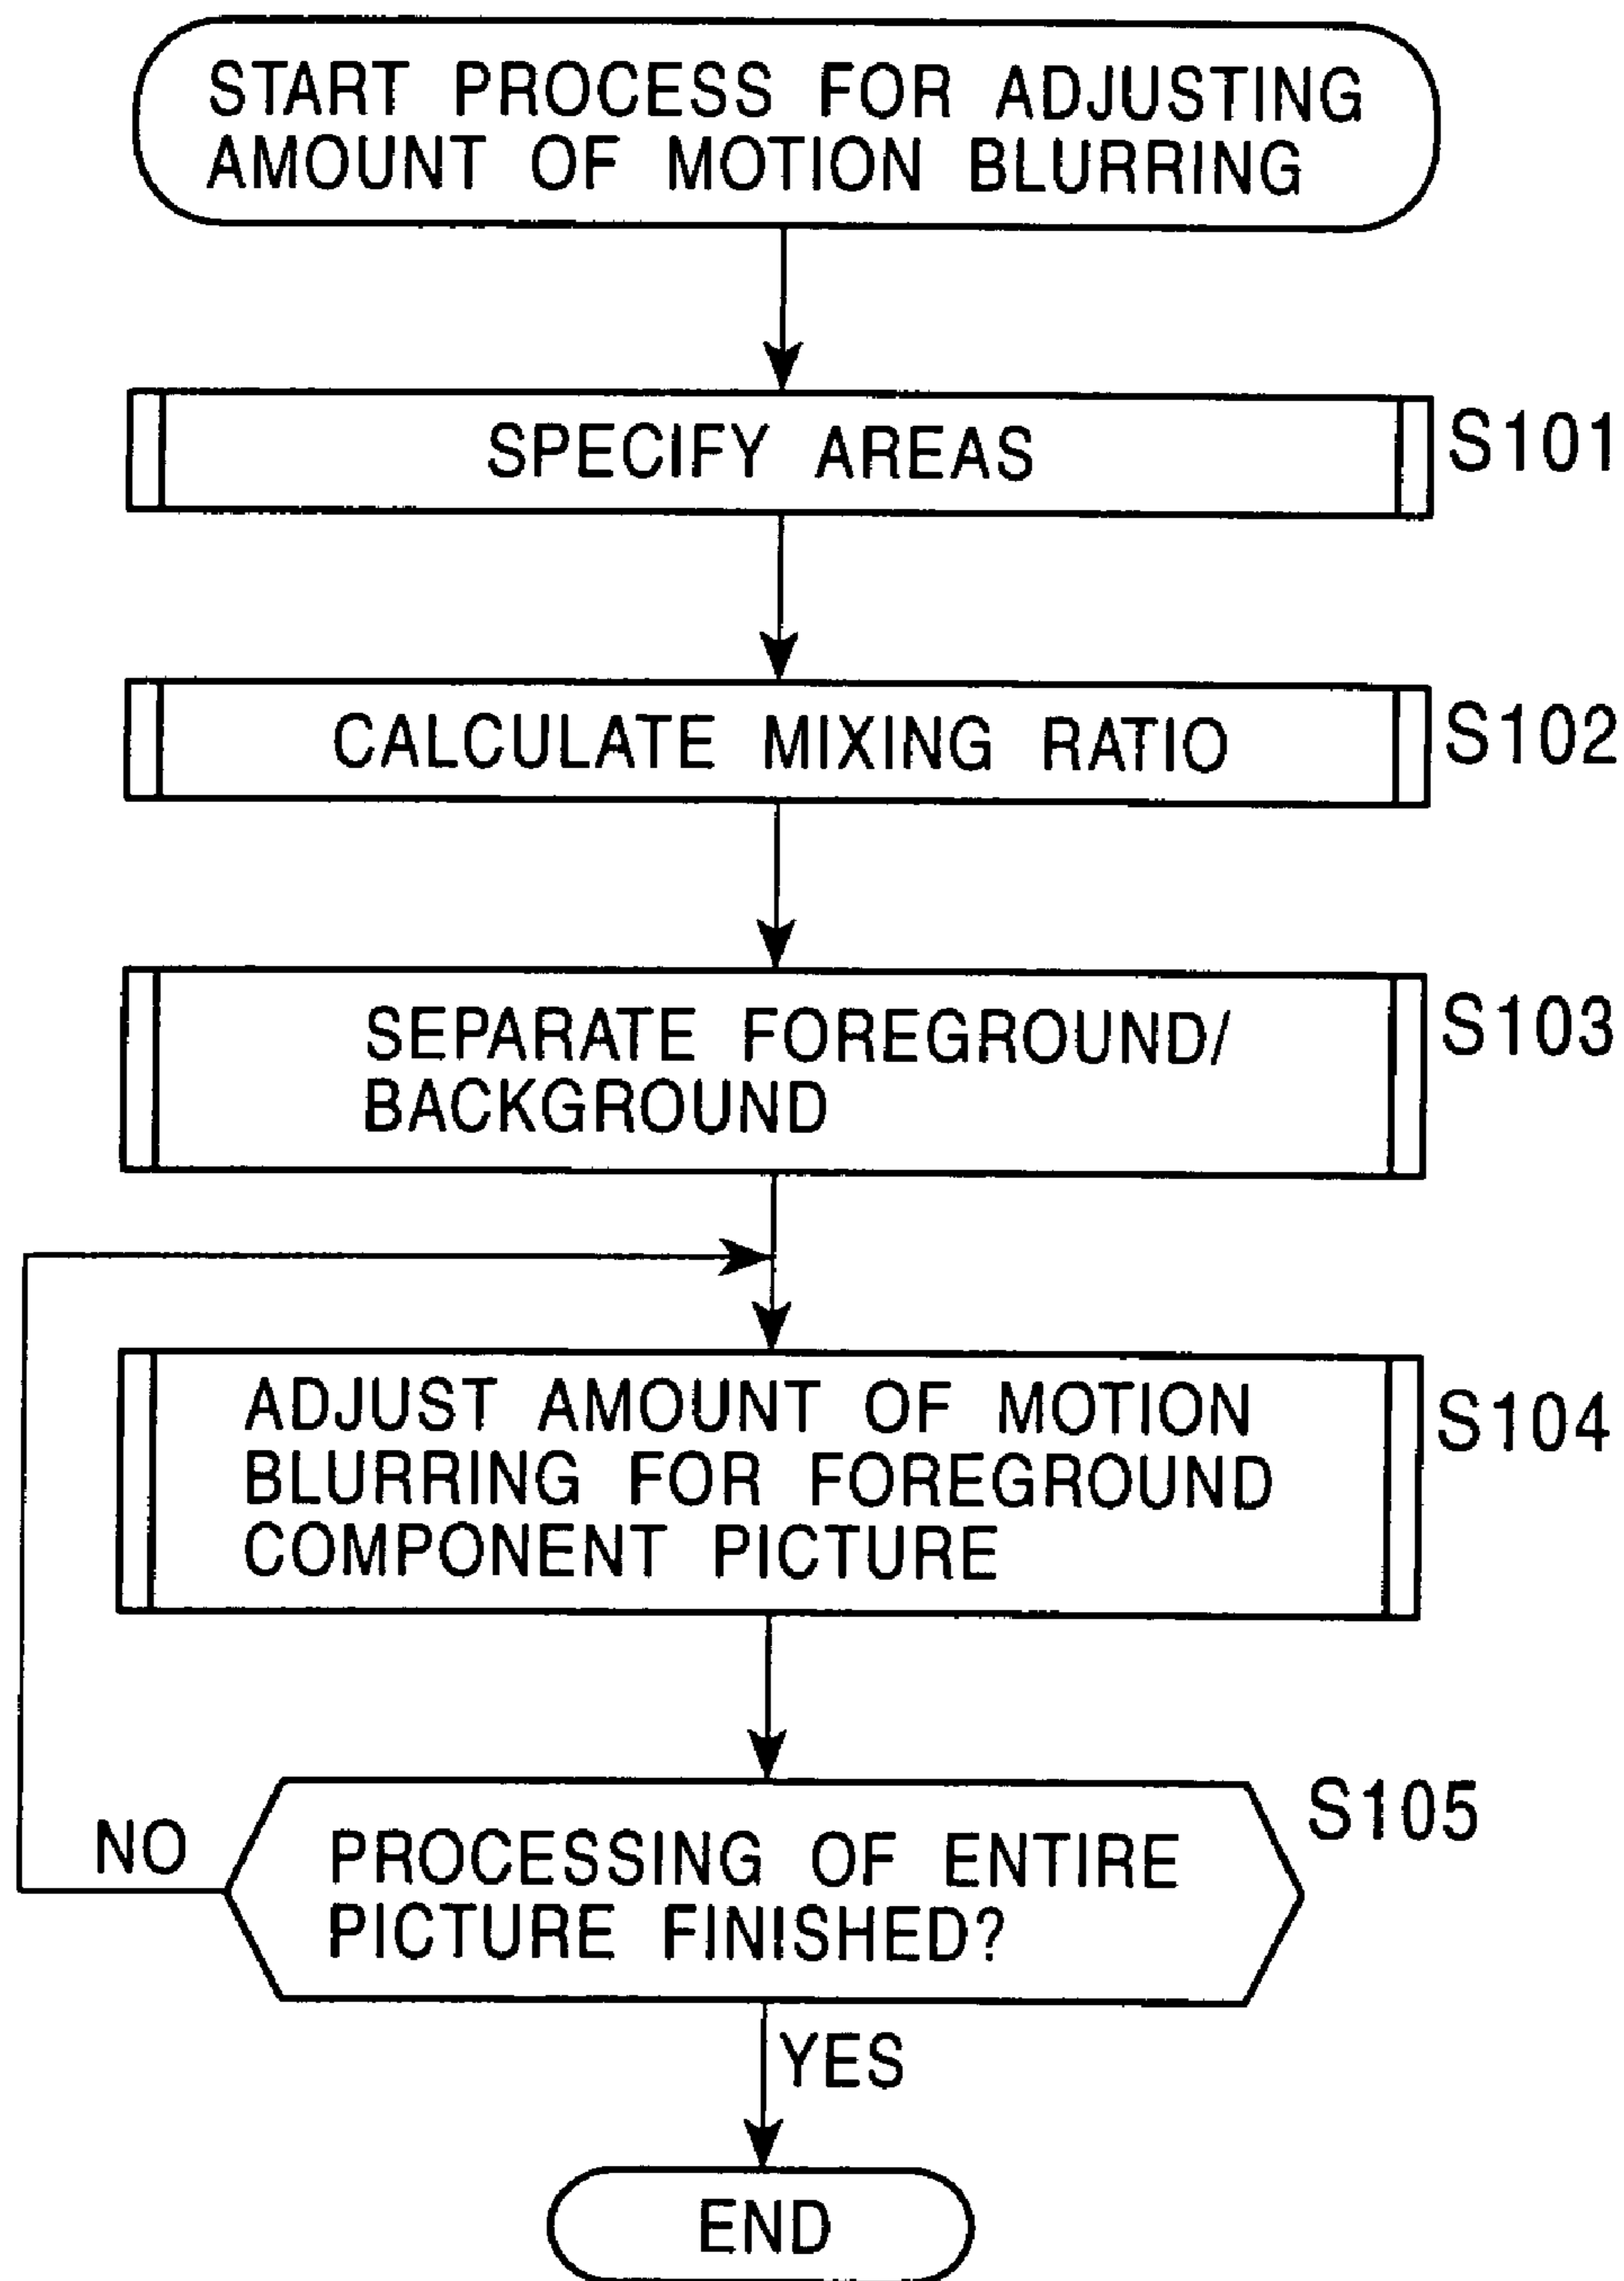 START PROCESS FOR ADJUSTING
AMOUNT OF MOTION BLURRING
SPECIFY AREAS
S101
CALCULATE MIXING RATIO
S102
SEPARATE FOREGROUND/
BACKGROUND
S103
ADJUST AMOUNT OF MOTION
BLURRING FOR FOREGROUND
COMPONENT PICTURE
S104
PROCESSING OF ENTIRE
PICTURE FINISHED?
S105
NO
YES
END